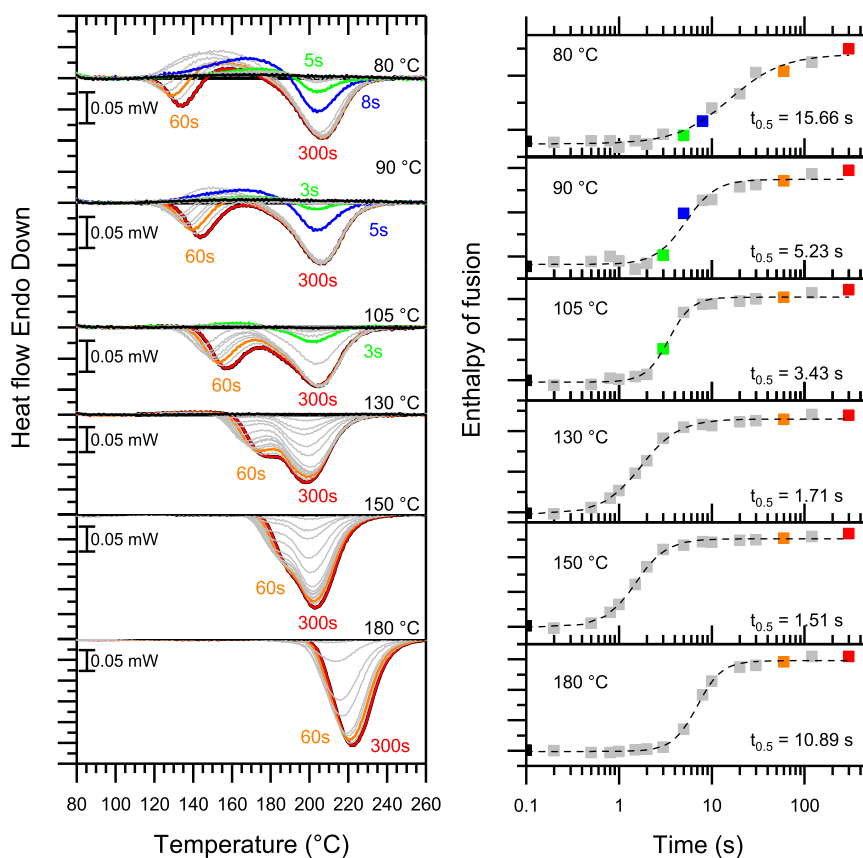 Heat flow Endo Down
80 °C
5s
8s
0.05 mW
60s
300s
90 °C
3s
5s
0.05 mW
60s
300s
105 °C
3s
0.05 mW
60s
300s
130 °C
0.05 mW
60s
300s
150 °C
0.05 mW
60s
300s
180 °C
0.05 mW
60s
300s
80 100 120 140 160 180 200 220 240 260
Temperature (°C)
Enthalpy of fusion
80 °C
t0.5 = 15.66 s
90 °C
t0.5 = 5.23 s
105 °C
t0.5 = 3.43 s
130 °C
t0.5 = 1.71 s
150 °C
t0.5 = 1.51 s
180 °C
t0.5 = 10.89 s
0.1 1 10 100
Time (s)